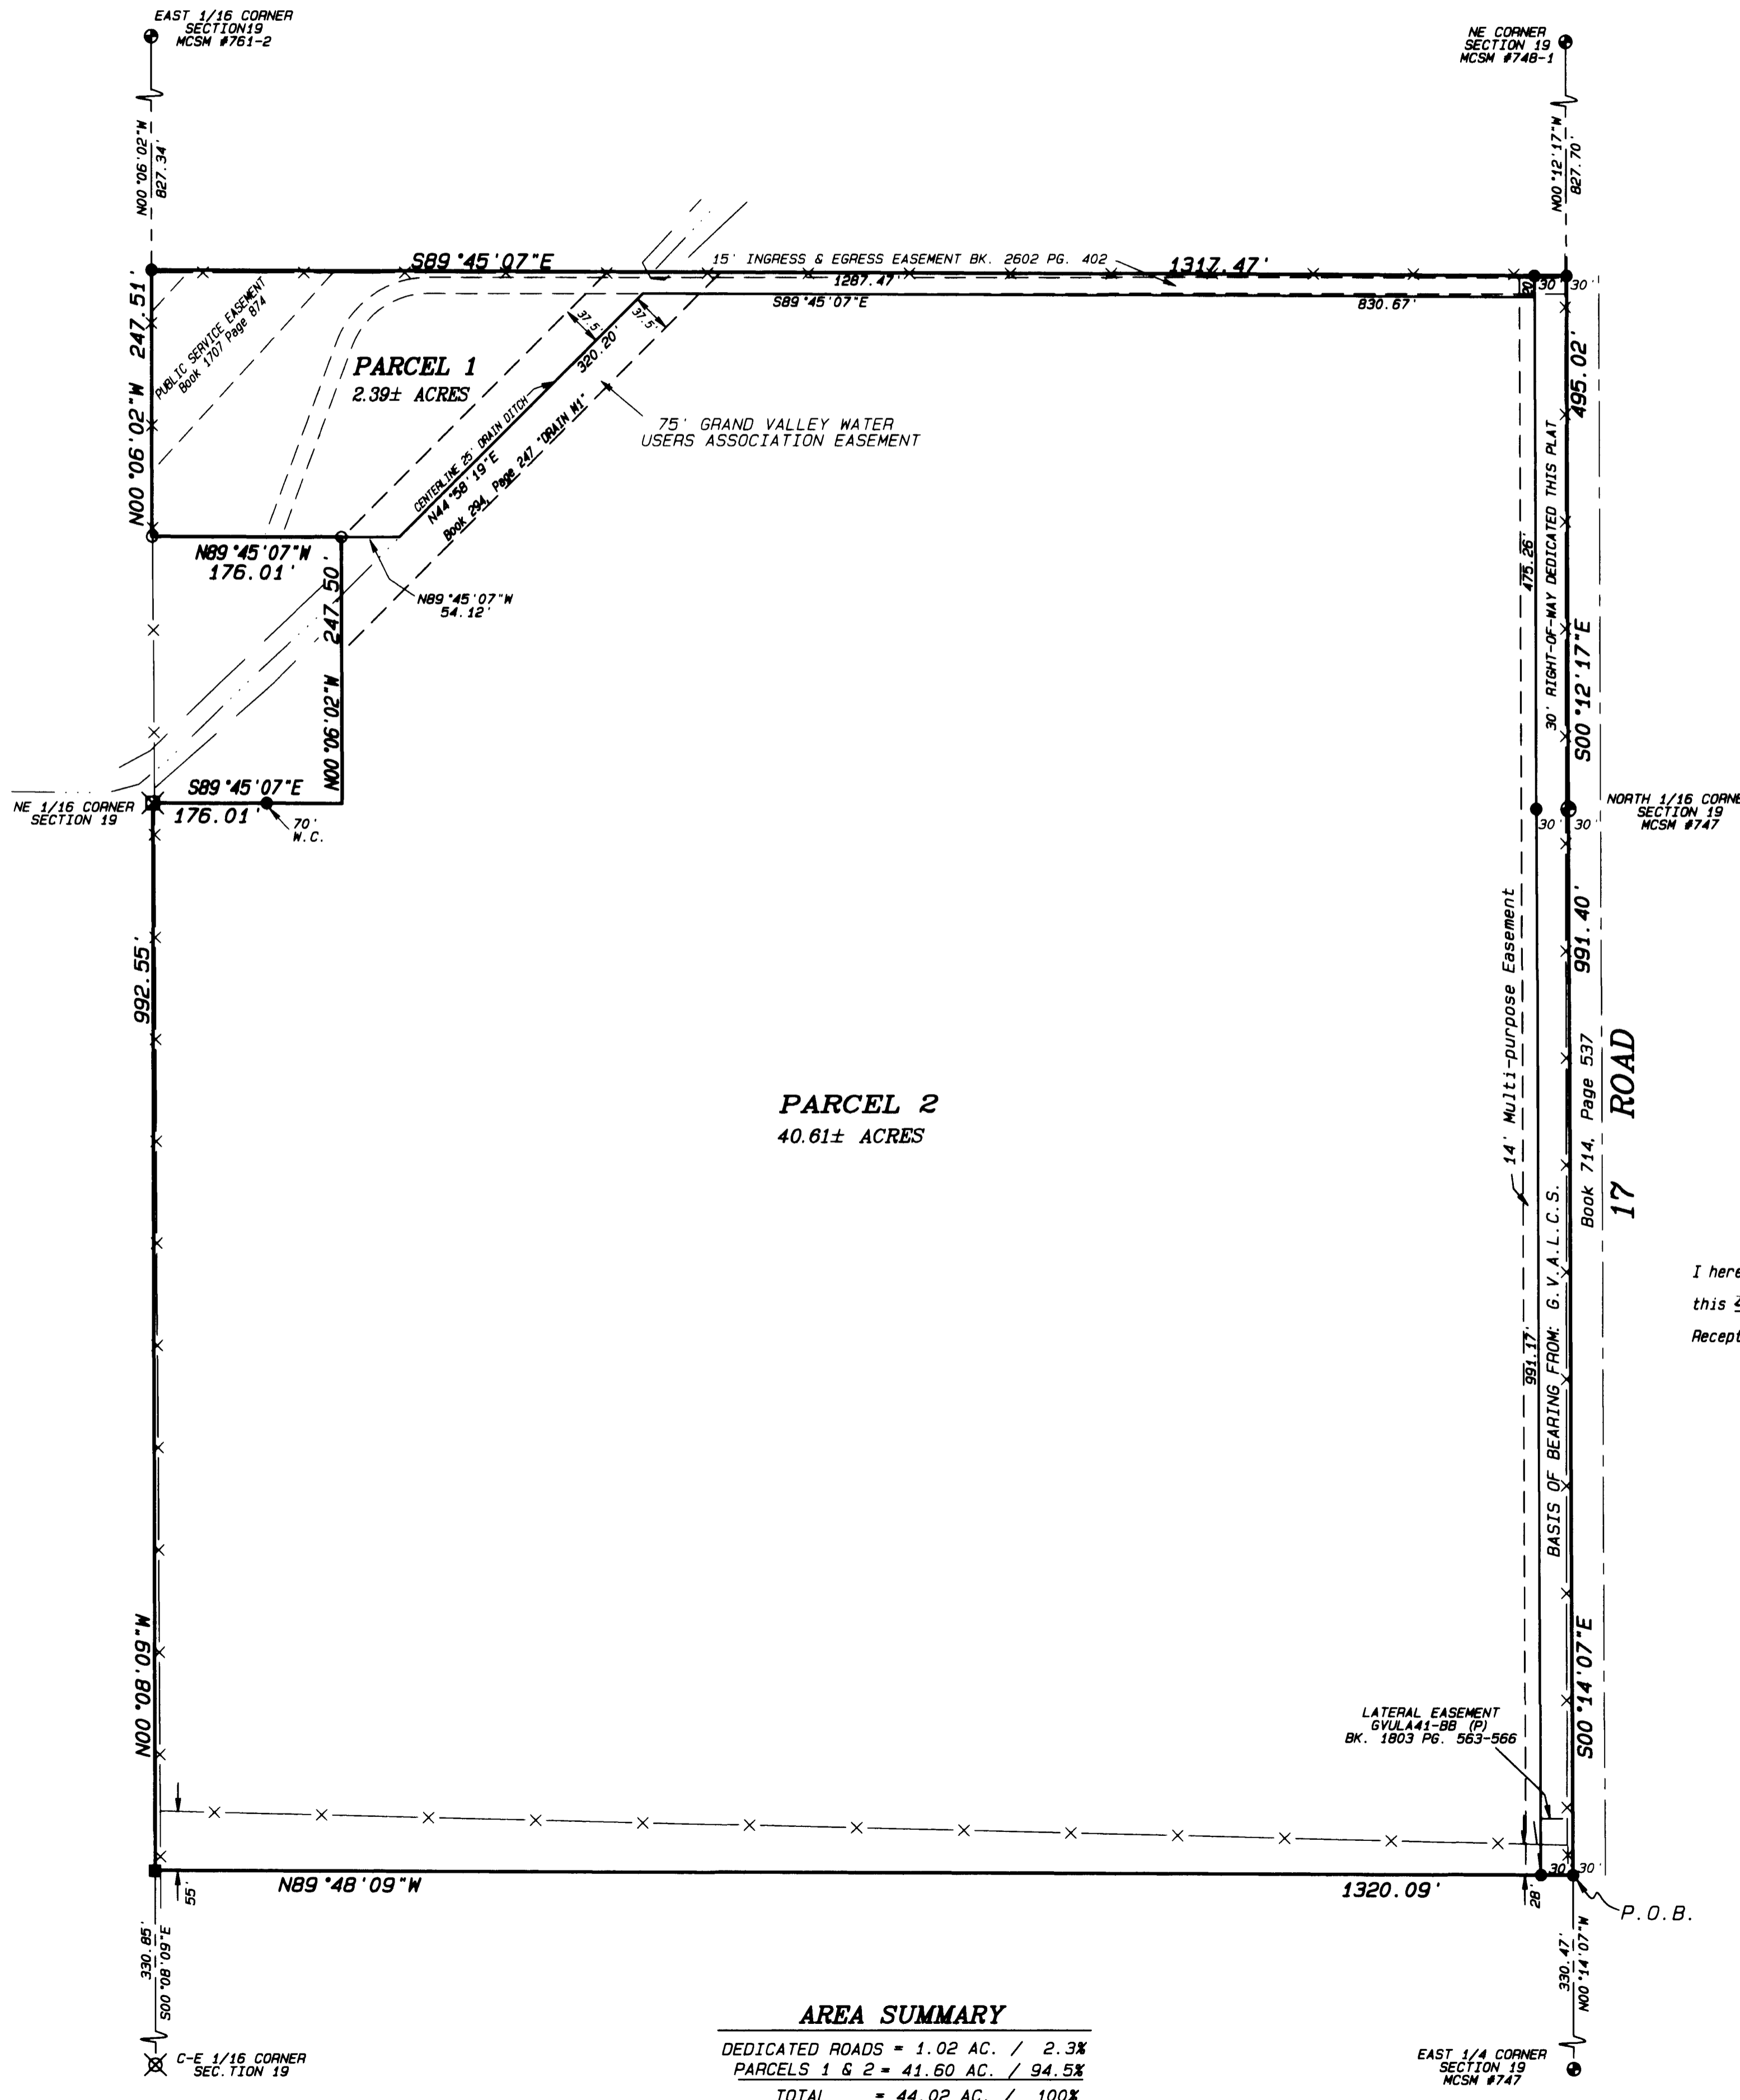 EAST 1/16 CORNER
SECTION19
MCSM #761-2
NE CORNER
SECTION 19
MCSM #748-1
N00°06'02"W
827.34'
N00°12'17"W
827.70'
S89°45'07"E
15' INGRESS & EGRESS EASEMENT BK. 2602 PG. 402
1317.47'
1287.47'
S89°45'07"E
830.67'
20'
30'
30'
N00°06'02"W 247.51'
PUBLIC SERVICE EASEMENT
Book 1707 Page 874
PARCEL 1
2.39± ACRES
37.5'
37.5'
320.20'
CENTERLINE 25' DRAIN DITCH
N44°58'19"E
Book 294, Page 247 "DRAIN M1"
75' GRAND VALLEY WATER
USERS ASSOCIATION EASEMENT
495.02'
S00°12'17"E
30' RIGHT-OF-WAY DEDICATED THIS PLAT
475.26'
N89°45'07"W
176.01'
N89°45'07"W
54.12'
247.50'
N00°06'02"W
S89°45'07"E
176.01'
70'
W.C.
NE 1/16 CORNER
SECTION 19
NORTH 1/16 CORNE
SECTION 19
MCSM #747
30'
30'
992.55'
N00°08'09"W
991.40'
S00°14'07"E
14' Multi-purpose Easement
Book 714, Page 537
17 ROAD
PARCEL 2
40.61± ACRES
BASIS OF BEARING FROM: G.V.A.L.C.S.
991.17'
I here
this
Recept
LATERAL EASEMENT
GVULA41-BB (P)
BK. 1803 PG. 563-566
N89°48'09"W
1320.09'
55'
28'
30'
30'
P.O.B.
330.85'
S00°08'09"E
330.47'
N00°14'07"W
C-E 1/16 CORNER
SEC.TION 19
EAST 1/4 CORNER
SECTION 19
MCSM #747
AREA SUMMARY
DEDICATED ROADS = 1.02 AC. / 2.3%
PARCELS 1 & 2 = 41.60 AC. / 94.5%
TOTAL = 44.02 AC. / 100%